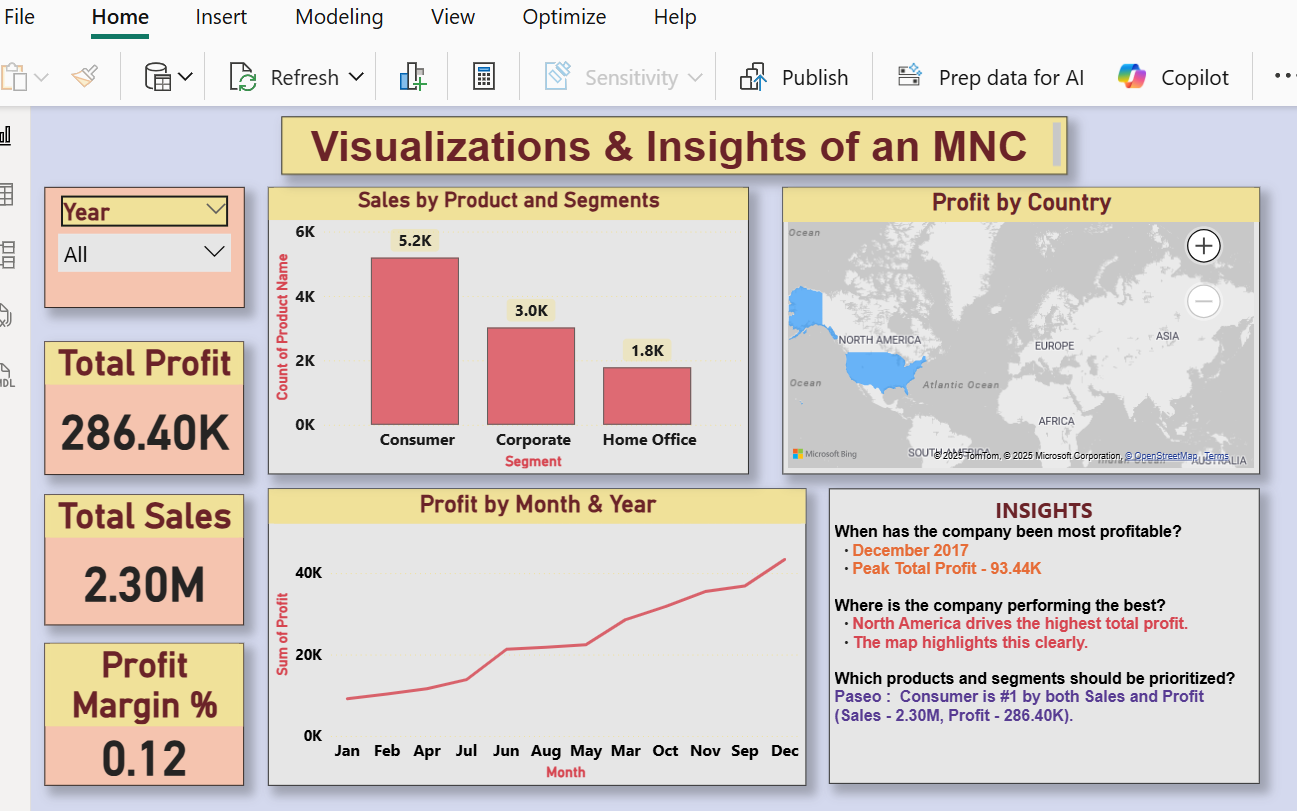 File Home Insert Modeling View Optimize Help
Refresh Sensitivity Publish Prep data for AI Copilot
Visualizations & Insights of an MNC
Year
All
Total Profit
286.40K
Total Sales
2.30M
Profit
Margin %
0.12
Sales by Product and Segments
Count of Product Name
6K
4K
2K
0K
5.2K
3.0K
1.8K
Consumer Corporate Home Office
Segment
Profit by Country
Ocean
NORTH AMERICA
EUROPE
ASIA
Ocean
Atlantic Ocean
AFRICA
Microsoft Bing
© 2025 TomTom, © 2025 Microsoft Corporation, © OpenStreetMap Terms
AUSTRALIA
Profit by Month & Year
Sum of Profit
40K
20K
0K
Jan Feb Apr Jul Jun Aug May Mar Oct Nov Sep Dec
Month
INSIGHTS
When has the company been most profitable?
· December 2017
· Peak Total Profit - 93.44K
Where is the company performing the best?
· North America drives the highest total profit.
· The map highlights this clearly.
Which products and segments should be prioritized?
Paseo : Consumer is #1 by both Sales and Profit
(Sales - 2.30M, Profit - 286.40K).